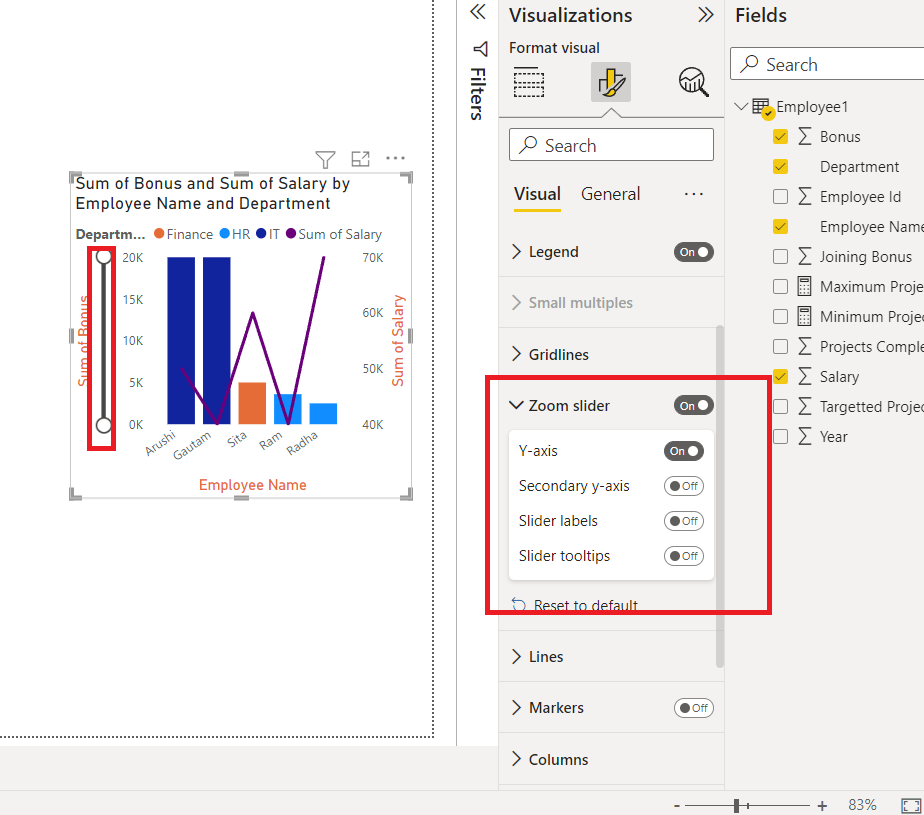 Sum of Bonus and Sum of Salary by
Employee Name and Department
Departm... Finance HR IT Sum of Salary
Sum of Bonus
20K
15K
10K
5K
0K
70K
60K
50K
40K
Sum of Salary
Arushi
Gautam
Sita
Ram
Radha
Employee Name
Filters
Visualizations
Format visual
Search
Visual General ...
Legend On
Small multiples
Gridlines
Zoom slider On
Y-axis On
Secondary y-axis Off
Slider labels Off
Slider tooltips Off
Reset to default
Lines
Markers Off
Columns
Fields
Search
Employee1
Bonus
Department
Employee Id
Employee Name
Joining Bonus
Maximum Proje
Minimum Projec
Projects Comple
Salary
Targetted Projec
Year
- + 83%